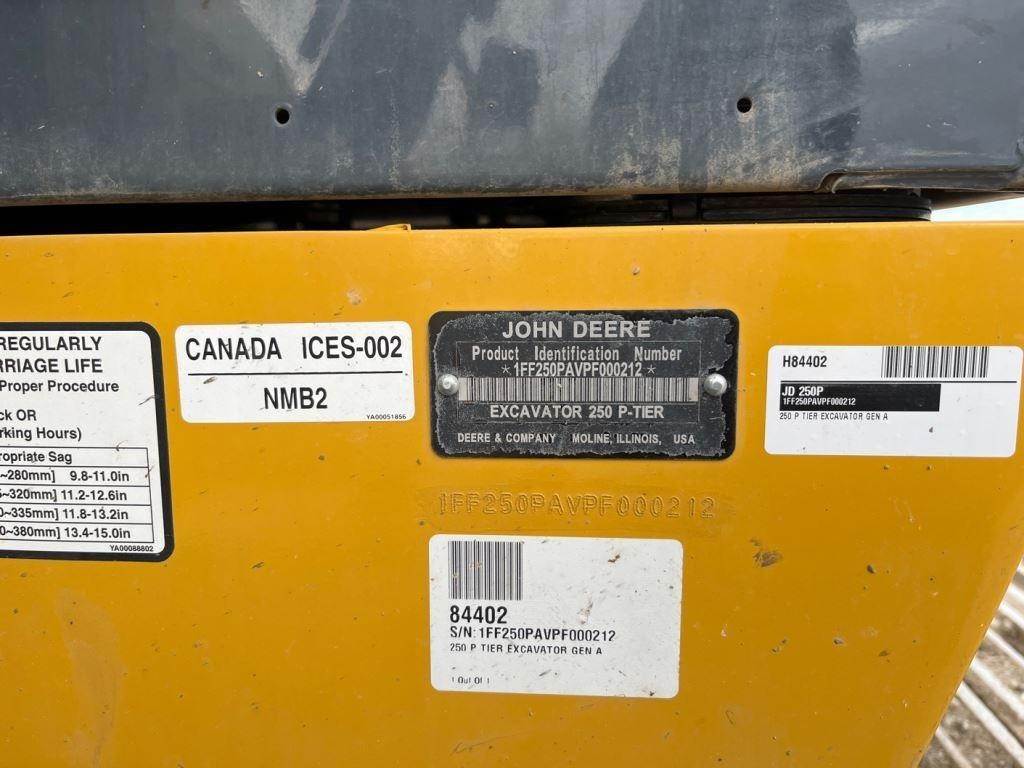 REGULARLY
RRIAGE LIFE
Proper Procedure
ck OR
rking Hours)
ropriate Sag
~280mm] 9.8-11.0in
~320mm] 11.2-12.6in
0~335mm] 11.8-13.2in
0~380mm] 13.4-15.0in
YA00088802
CANADA ICES-002
NMB2
YA00051856
JOHN DEERE
Product Identification Number
*1FF250PAVPF000212*
EXCAVATOR 250 P-TIER
DEERE & COMPANY MOLINE, ILLINOIS, USA
H84402
JD 250P
1FF250PAVPF000212
250 P TIER EXCAVATOR GEN A
1FF250PAVPF000212
84402
S/N: 1FF250PAVPF000212
250 P TIER EXCAVATOR GEN A
1 Out Of 1